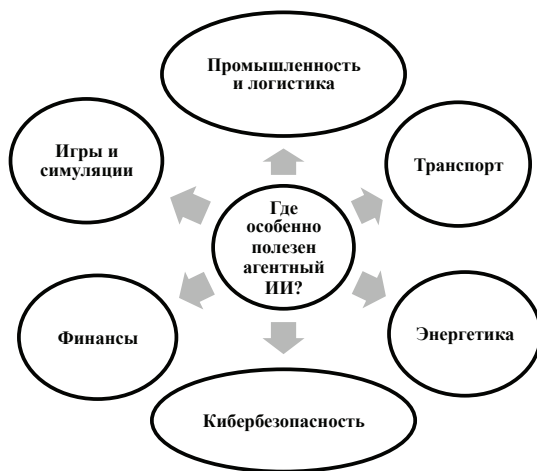 Промышленность
и логистика
Игры и
симуляции
Транспорт
Где
особенно
полезен
агентный
ИИ?
Финансы
Энергетика
Кибербезопасность